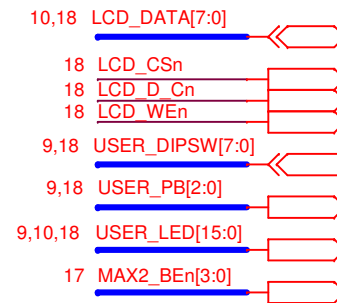 10,18 LCD_DATA[7:0]
18 LCD_CSn
18 LCD_D_Cn
18 LCD_WEn
9,18 USER_DIPSW[7:0]
9,18 USER_PB[2:0]
9,10,18 USER_LED[15:0]
17 MAX2_BEn[3:0]